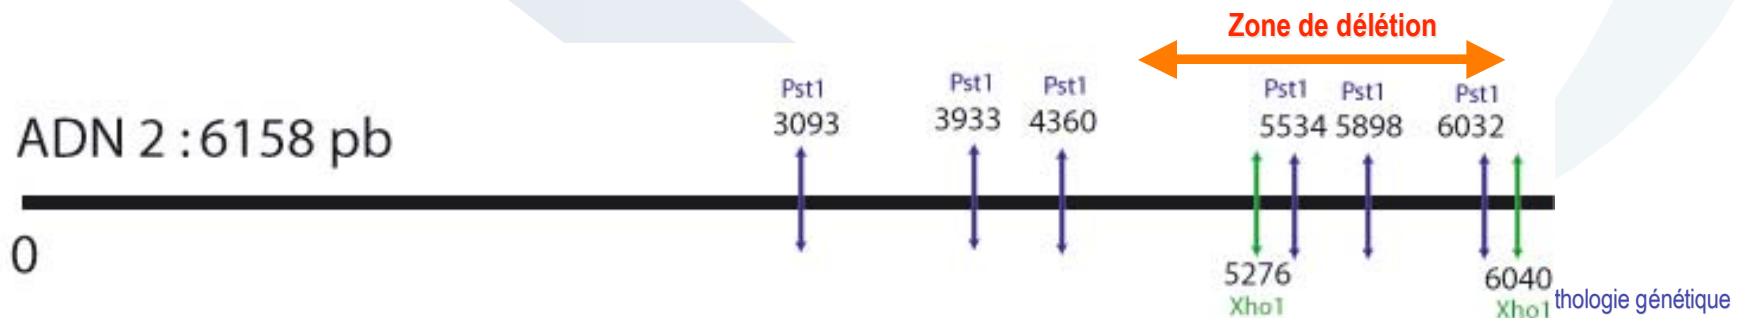 Zone de délétion
Pst1 Pst1 Pst1 Pst1 Pst1 Pst1
3093 3933 4360 5534 5898 6032
ADN 2 : 6158 pb
0
5276 6040
Xho1 Xho1
thologie génétique